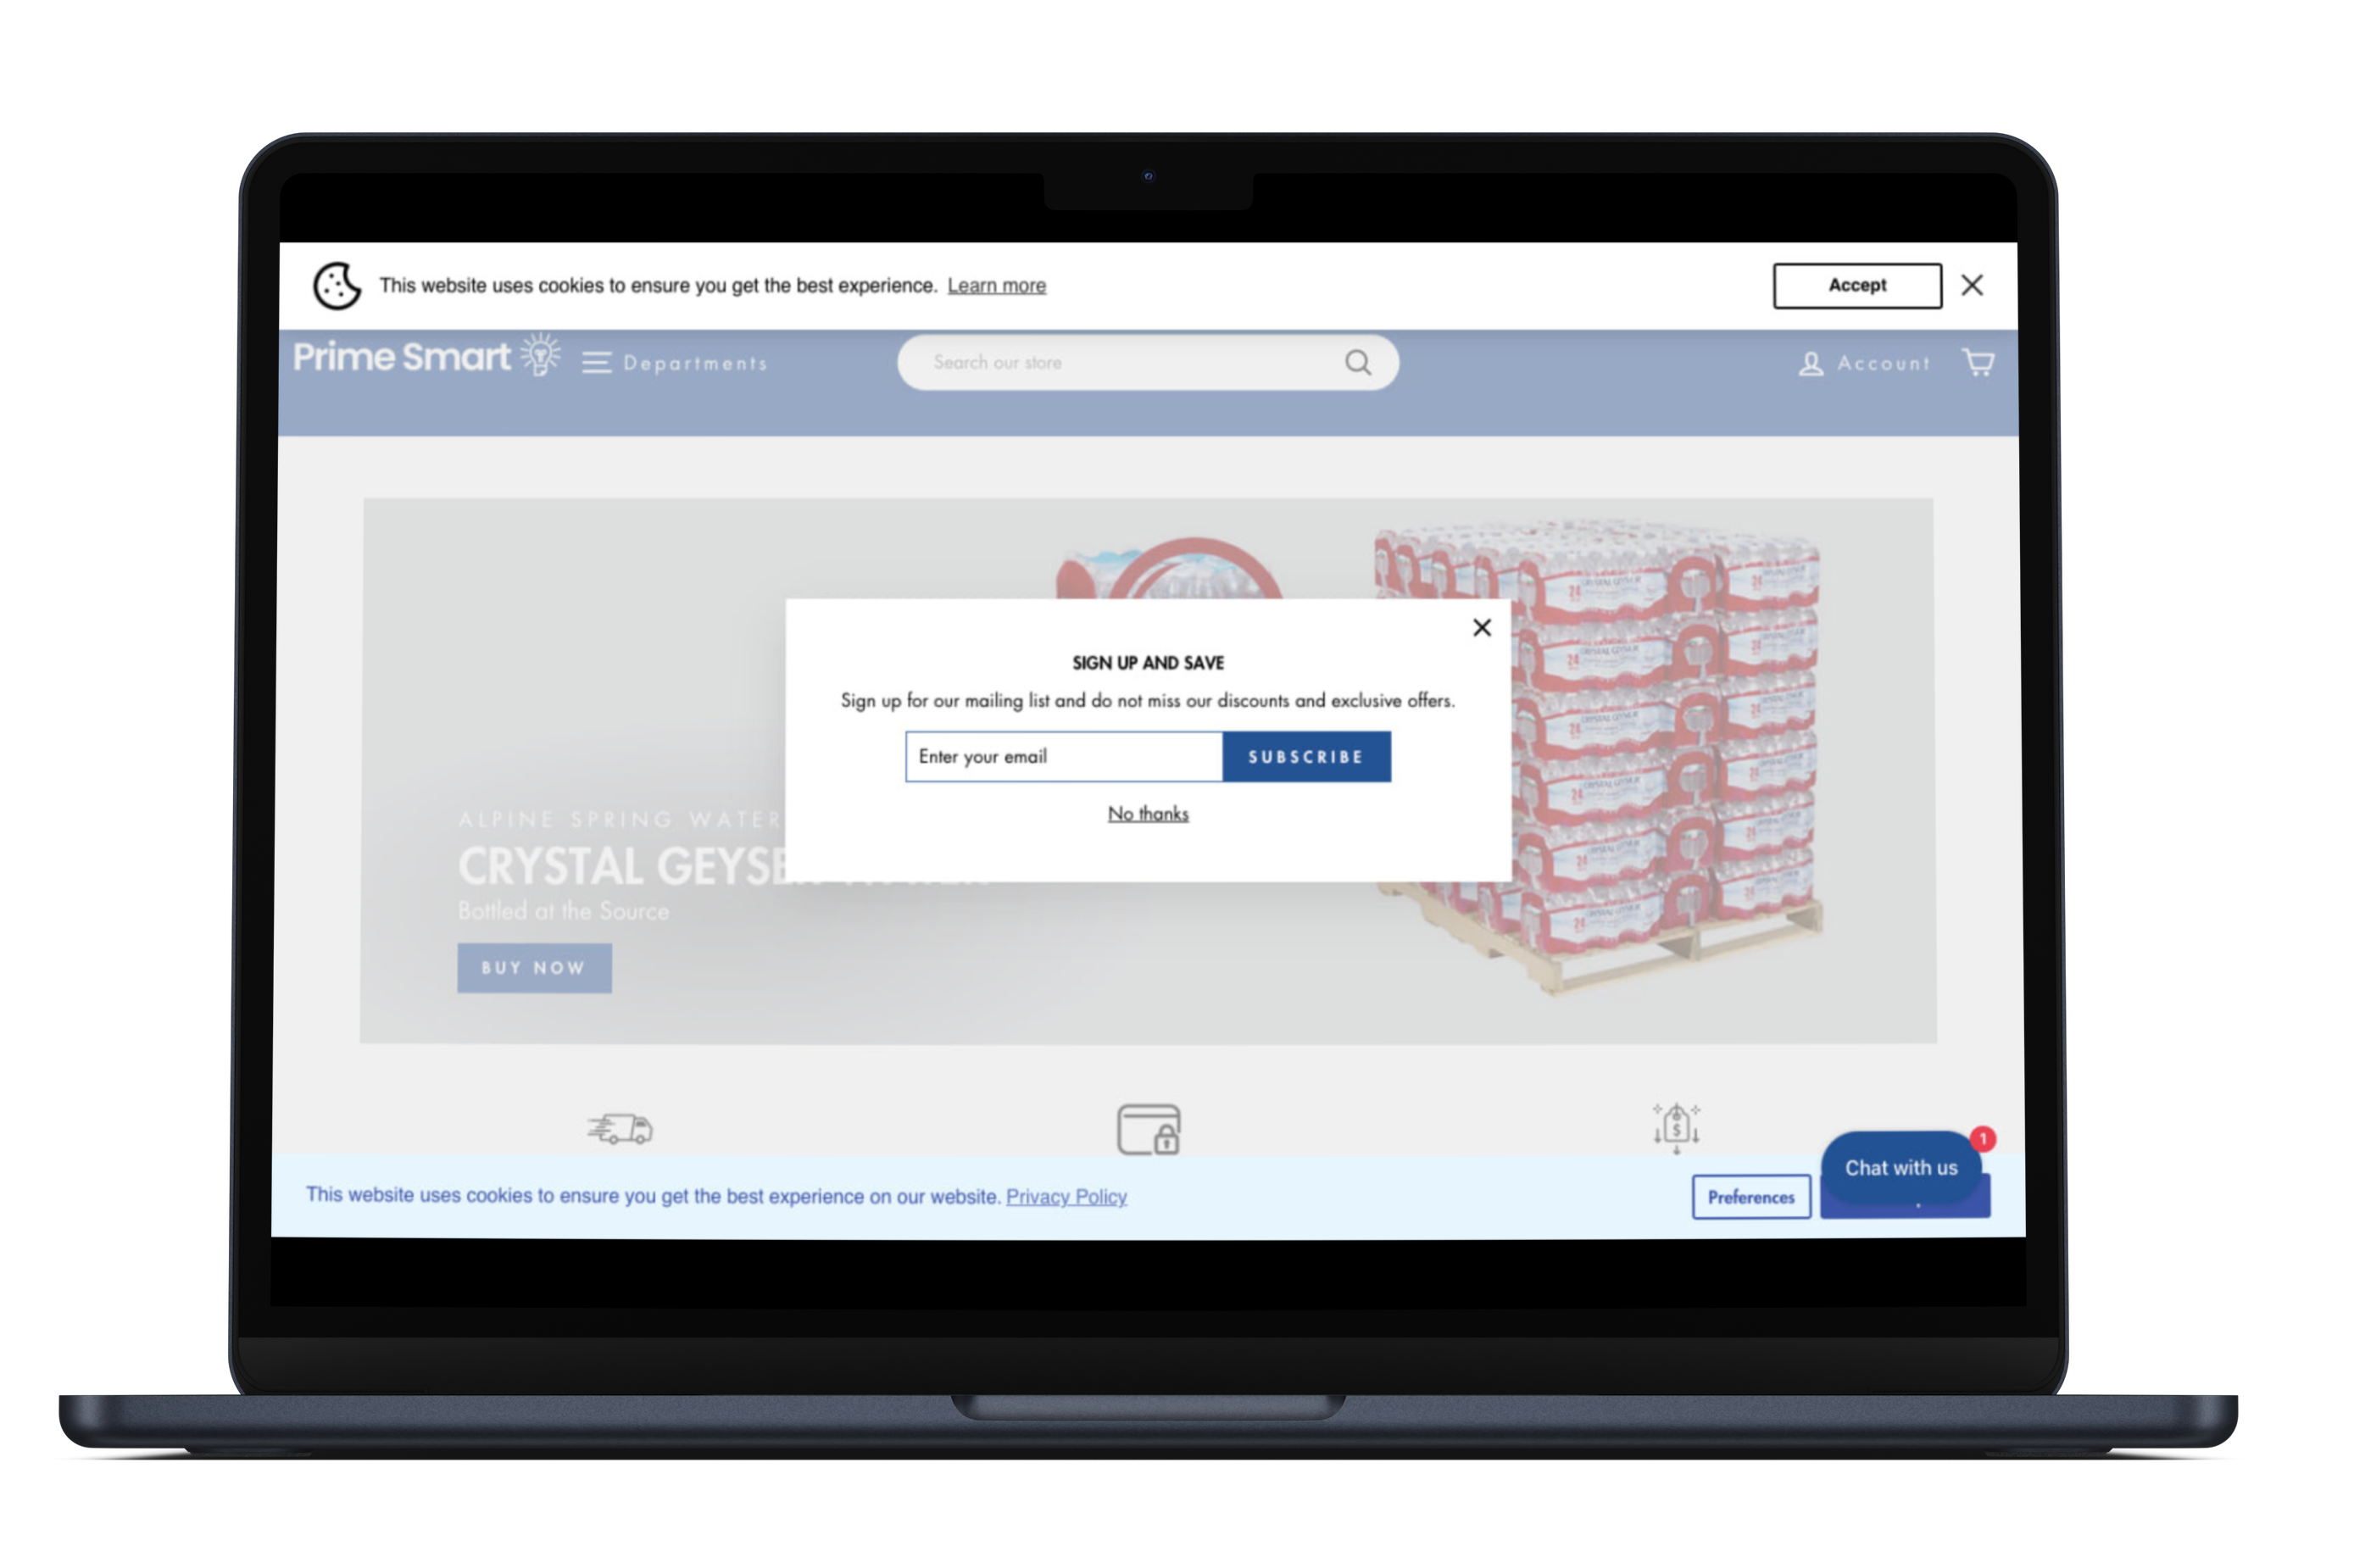 This website uses cookies to ensure you get the best experience. Learn more
Accept
Prime Smart
Departments
Search our store
Account
SIGN UP AND SAVE
Sign up for our mailing list and do not miss our discounts and exclusive offers.
Enter your email
SUBSCRIBE
No thanks
ALPINE SPRING WATER
CRYSTAL GEYSE
Bottled at the Source
BUY NOW
CRYSTAL GEYSER
24
This website uses cookies to ensure you get the best experience on our website. Privacy Policy
Preferences
Chat with us
1